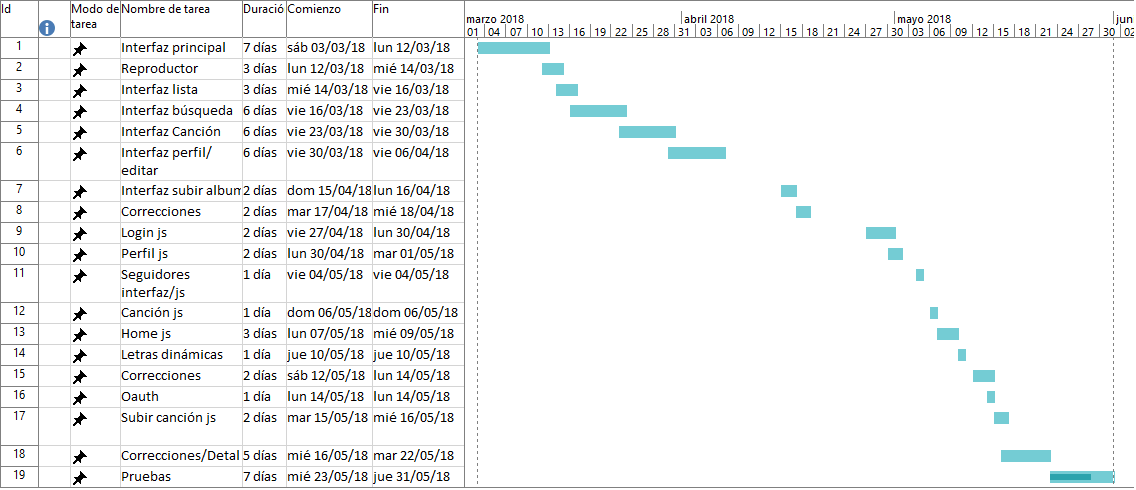 Id Modo de tarea Nombre de tarea Duració Comienzo Fin
marzo 2018 abril 2018 mayo 2018 jun
01 04 07 10 13 16 19 22 25 28 31 03 06 09 12 15 18 21 24 27 30 03 06 09 12 15 18 21 24 27 30 02
1 Interfaz principal 7 días sáb 03/03/18 lun 12/03/18
2 Reproductor 3 días lun 12/03/18 mié 14/03/18
3 Interfaz lista 3 días mié 14/03/18 vie 16/03/18
4 Interfaz búsqueda 6 días vie 16/03/18 vie 23/03/18
5 Interfaz Canción 6 días vie 23/03/18 vie 30/03/18
6 Interfaz perfil/ 6 días vie 30/03/18 vie 06/04/18
editar
7 Interfaz subir album 2 días dom 15/04/18 lun 16/04/18
8 Correcciones 2 días mar 17/04/18 mié 18/04/18
9 Login js 2 días vie 27/04/18 lun 30/04/18
10 Perfil js 2 días lun 30/04/18 mar 01/05/18
11 Seguidores 1 día vie 04/05/18 vie 04/05/18
interfaz/js
12 Canción js 1 día dom 06/05/18 dom 06/05/18
13 Home js 3 días lun 07/05/18 mié 09/05/18
14 Letras dinámicas 1 día jue 10/05/18 jue 10/05/18
15 Correcciones 2 días sáb 12/05/18 lun 14/05/18
16 Oauth 1 día lun 14/05/18 lun 14/05/18
17 Subir canción js 2 días mar 15/05/18 mié 16/05/18
18 Correcciones/Detal 5 días mié 16/05/18 mar 22/05/18
19 Pruebas 7 días mié 23/05/18 jue 31/05/18